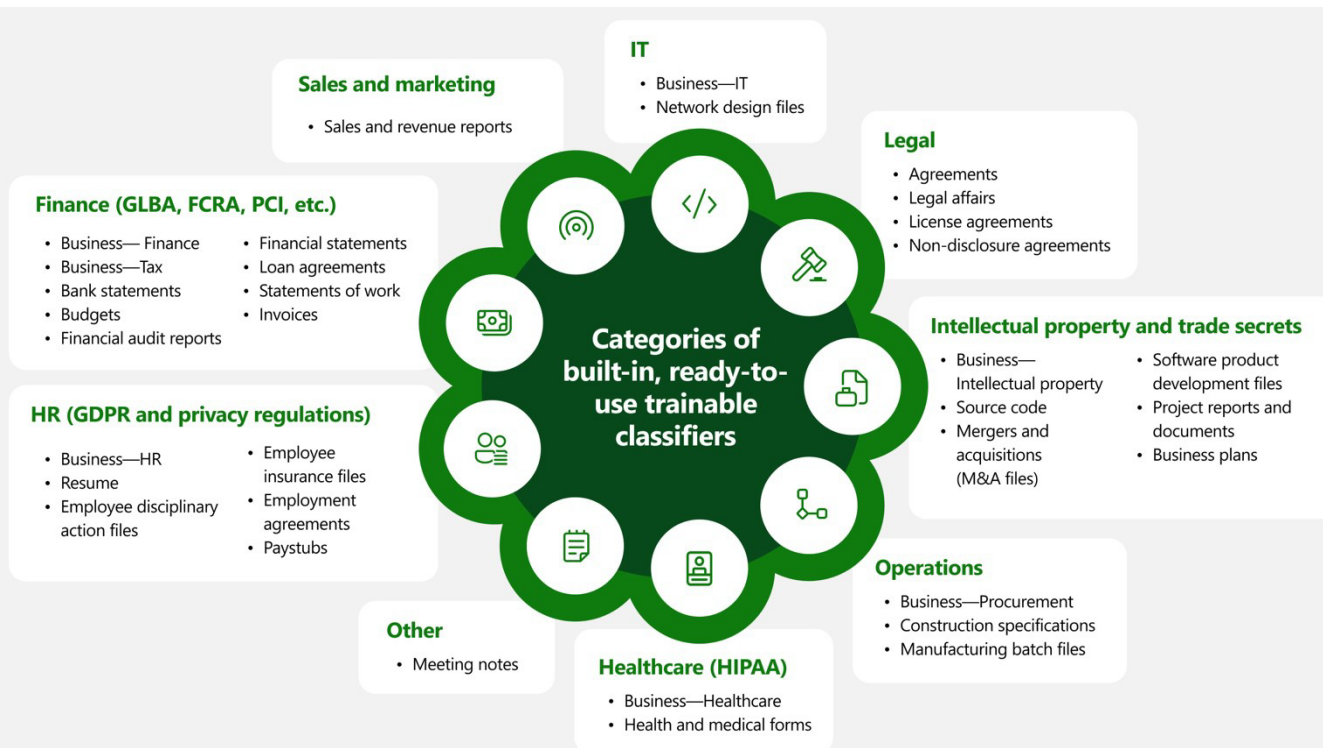 IT
• Business—IT
• Network design files
Sales and marketing
• Sales and revenue reports
Legal
• Agreements
• Legal affairs
• License agreements
• Non-disclosure agreements
Finance (GLBA, FCRA, PCI, etc.)
• Business— Finance
• Business—Tax
• Bank statements
• Budgets
• Financial audit reports
• Financial statements
• Loan agreements
• Statements of work
• Invoices
Categories of
built-in, ready-to-
use trainable
classifiers
Intellectual property and trade secrets
• Business—
Intellectual property
• Source code
• Mergers and
acquisitions
(M&A files)
• Software product
development files
• Project reports and
documents
• Business plans
HR (GDPR and privacy regulations)
• Business—HR
• Resume
• Employee disciplinary
action files
• Employee
insurance files
• Employment
agreements
• Paystubs
Operations
• Business—Procurement
• Construction specifications
• Manufacturing batch files
Other
• Meeting notes
Healthcare (HIPAA)
• Business—Healthcare
• Health and medical forms